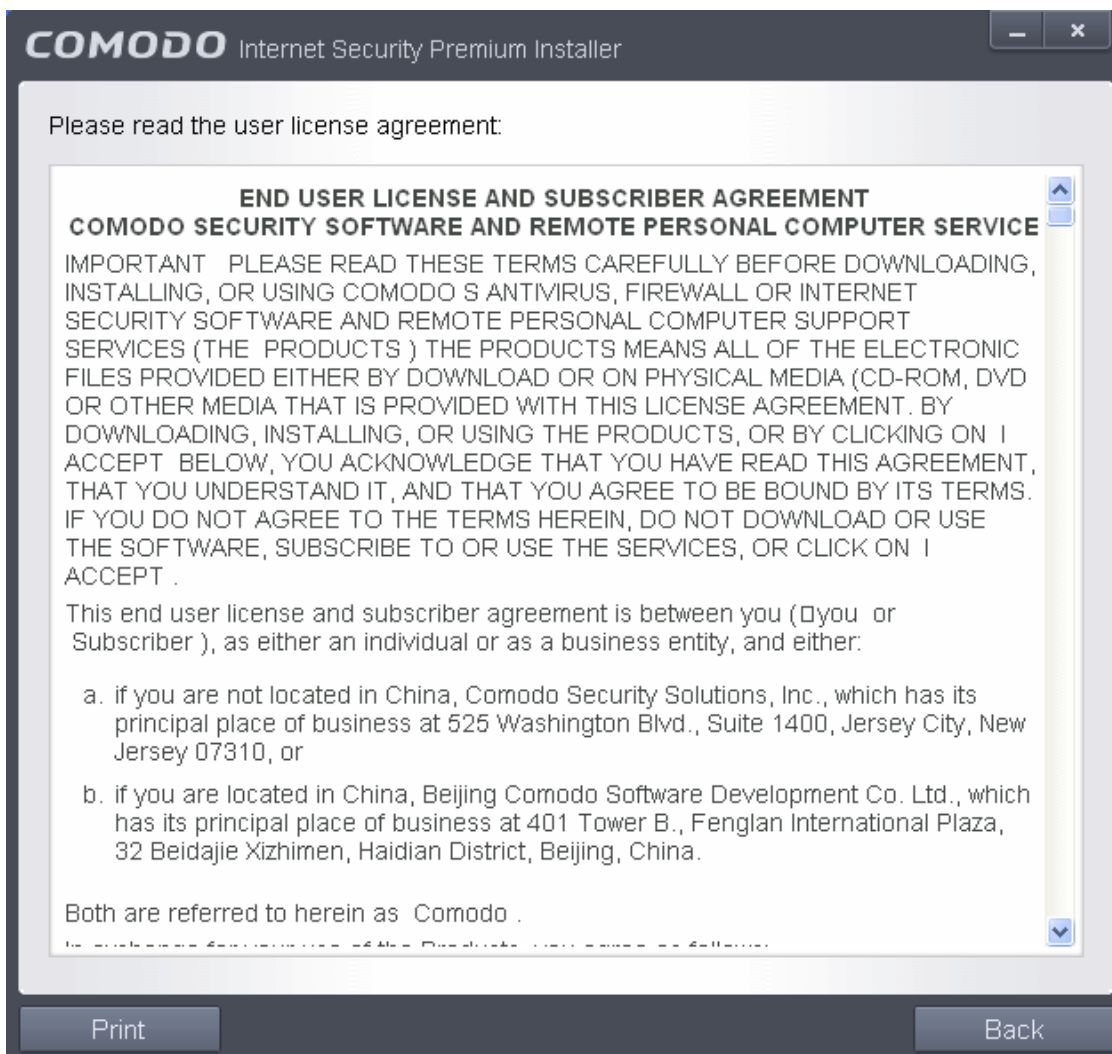 COMODO Internet Security Premium Installer
Please read the user license agreement:
END USER LICENSE AND SUBSCRIBER AGREEMENT
COMODO SECURITY SOFTWARE AND REMOTE PERSONAL COMPUTER SERVICE
IMPORTANT   PLEASE READ THESE TERMS CAREFULLY BEFORE DOWNLOADING,
INSTALLING, OR USING COMODO S ANTIVIRUS, FIREWALL OR INTERNET
SECURITY SOFTWARE AND REMOTE PERSONAL COMPUTER SUPPORT
SERVICES (THE  PRODUCTS ) THE PRODUCTS MEANS ALL OF THE ELECTRONIC
FILES PROVIDED EITHER BY DOWNLOAD OR ON PHYSICAL MEDIA (CD-ROM, DVD
OR OTHER MEDIA THAT IS PROVIDED WITH THIS LICENSE AGREEMENT. BY
DOWNLOADING, INSTALLING, OR USING THE PRODUCTS, OR BY CLICKING ON  I
ACCEPT  BELOW, YOU ACKNOWLEDGE THAT YOU HAVE READ THIS AGREEMENT,
THAT YOU UNDERSTAND IT, AND THAT YOU AGREE TO BE BOUND BY ITS TERMS.
IF YOU DO NOT AGREE TO THE TERMS HEREIN, DO NOT DOWNLOAD OR USE
THE SOFTWARE, SUBSCRIBE TO OR USE THE SERVICES, OR CLICK ON  I
ACCEPT .
This end user license and subscriber agreement is between you (□you  or
Subscriber ), as either an individual or as a business entity, and either:
a. if you are not located in China, Comodo Security Solutions, Inc., which has its
principal place of business at 525 Washington Blvd., Suite 1400, Jersey City, New
Jersey 07310, or
b. if you are located in China, Beijing Comodo Software Development Co. Ltd., which
has its principal place of business at 401 Tower B., Fenglan International Plaza,
32 Beidajie Xizhimen, Haidian District, Beijing, China.
Both are referred to herein as  Comodo .
In exchange for your use of the Products, you agree as follows:
Print
Back